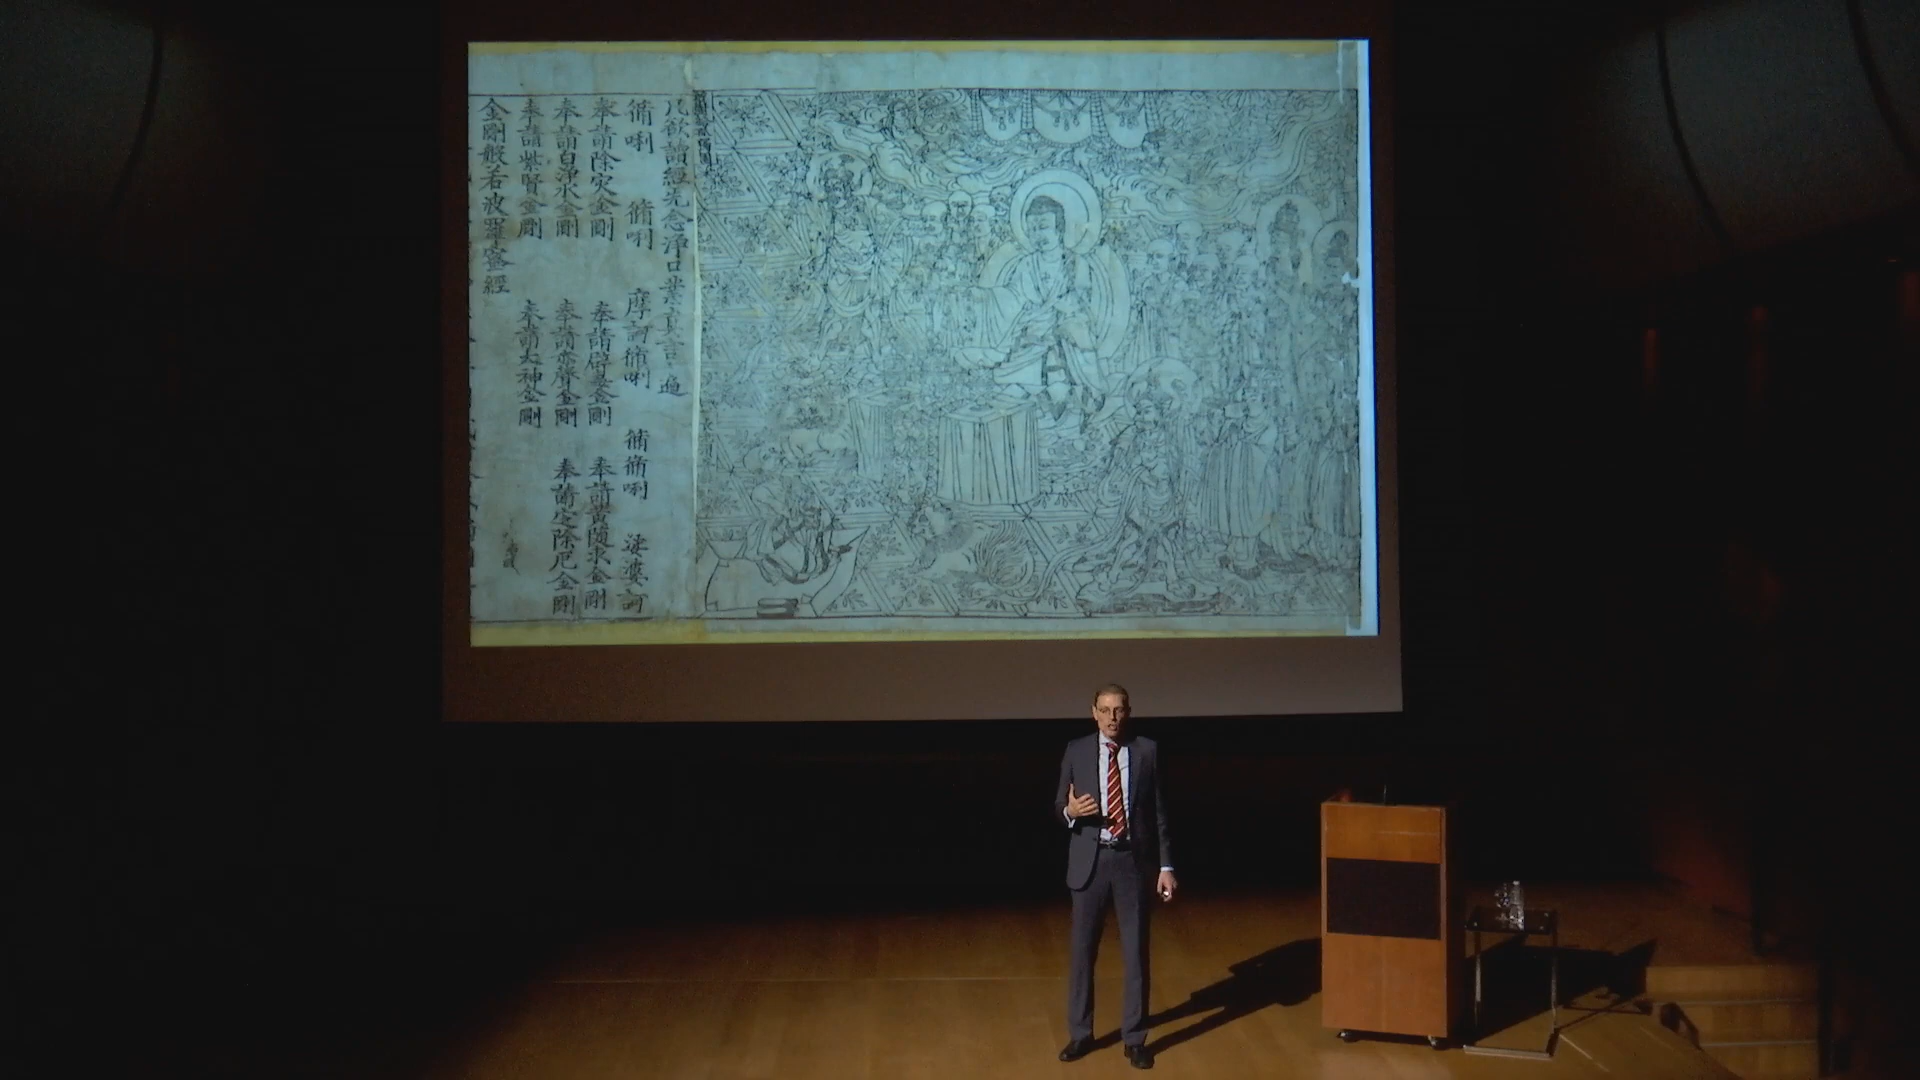 凡欲讀經先念淨口業真言一遍
脩唎 脩唎 摩訶脩唎 脩脩唎 娑婆訶
奉請除灾金剛 奉請辟毒金剛 奉請黃隨求金剛
奉請白淨水金剛 奉請赤聲金剛 奉請定除厄金剛
奉請紫賢金剛 奉請大神金剛
金剛般若波羅蜜經